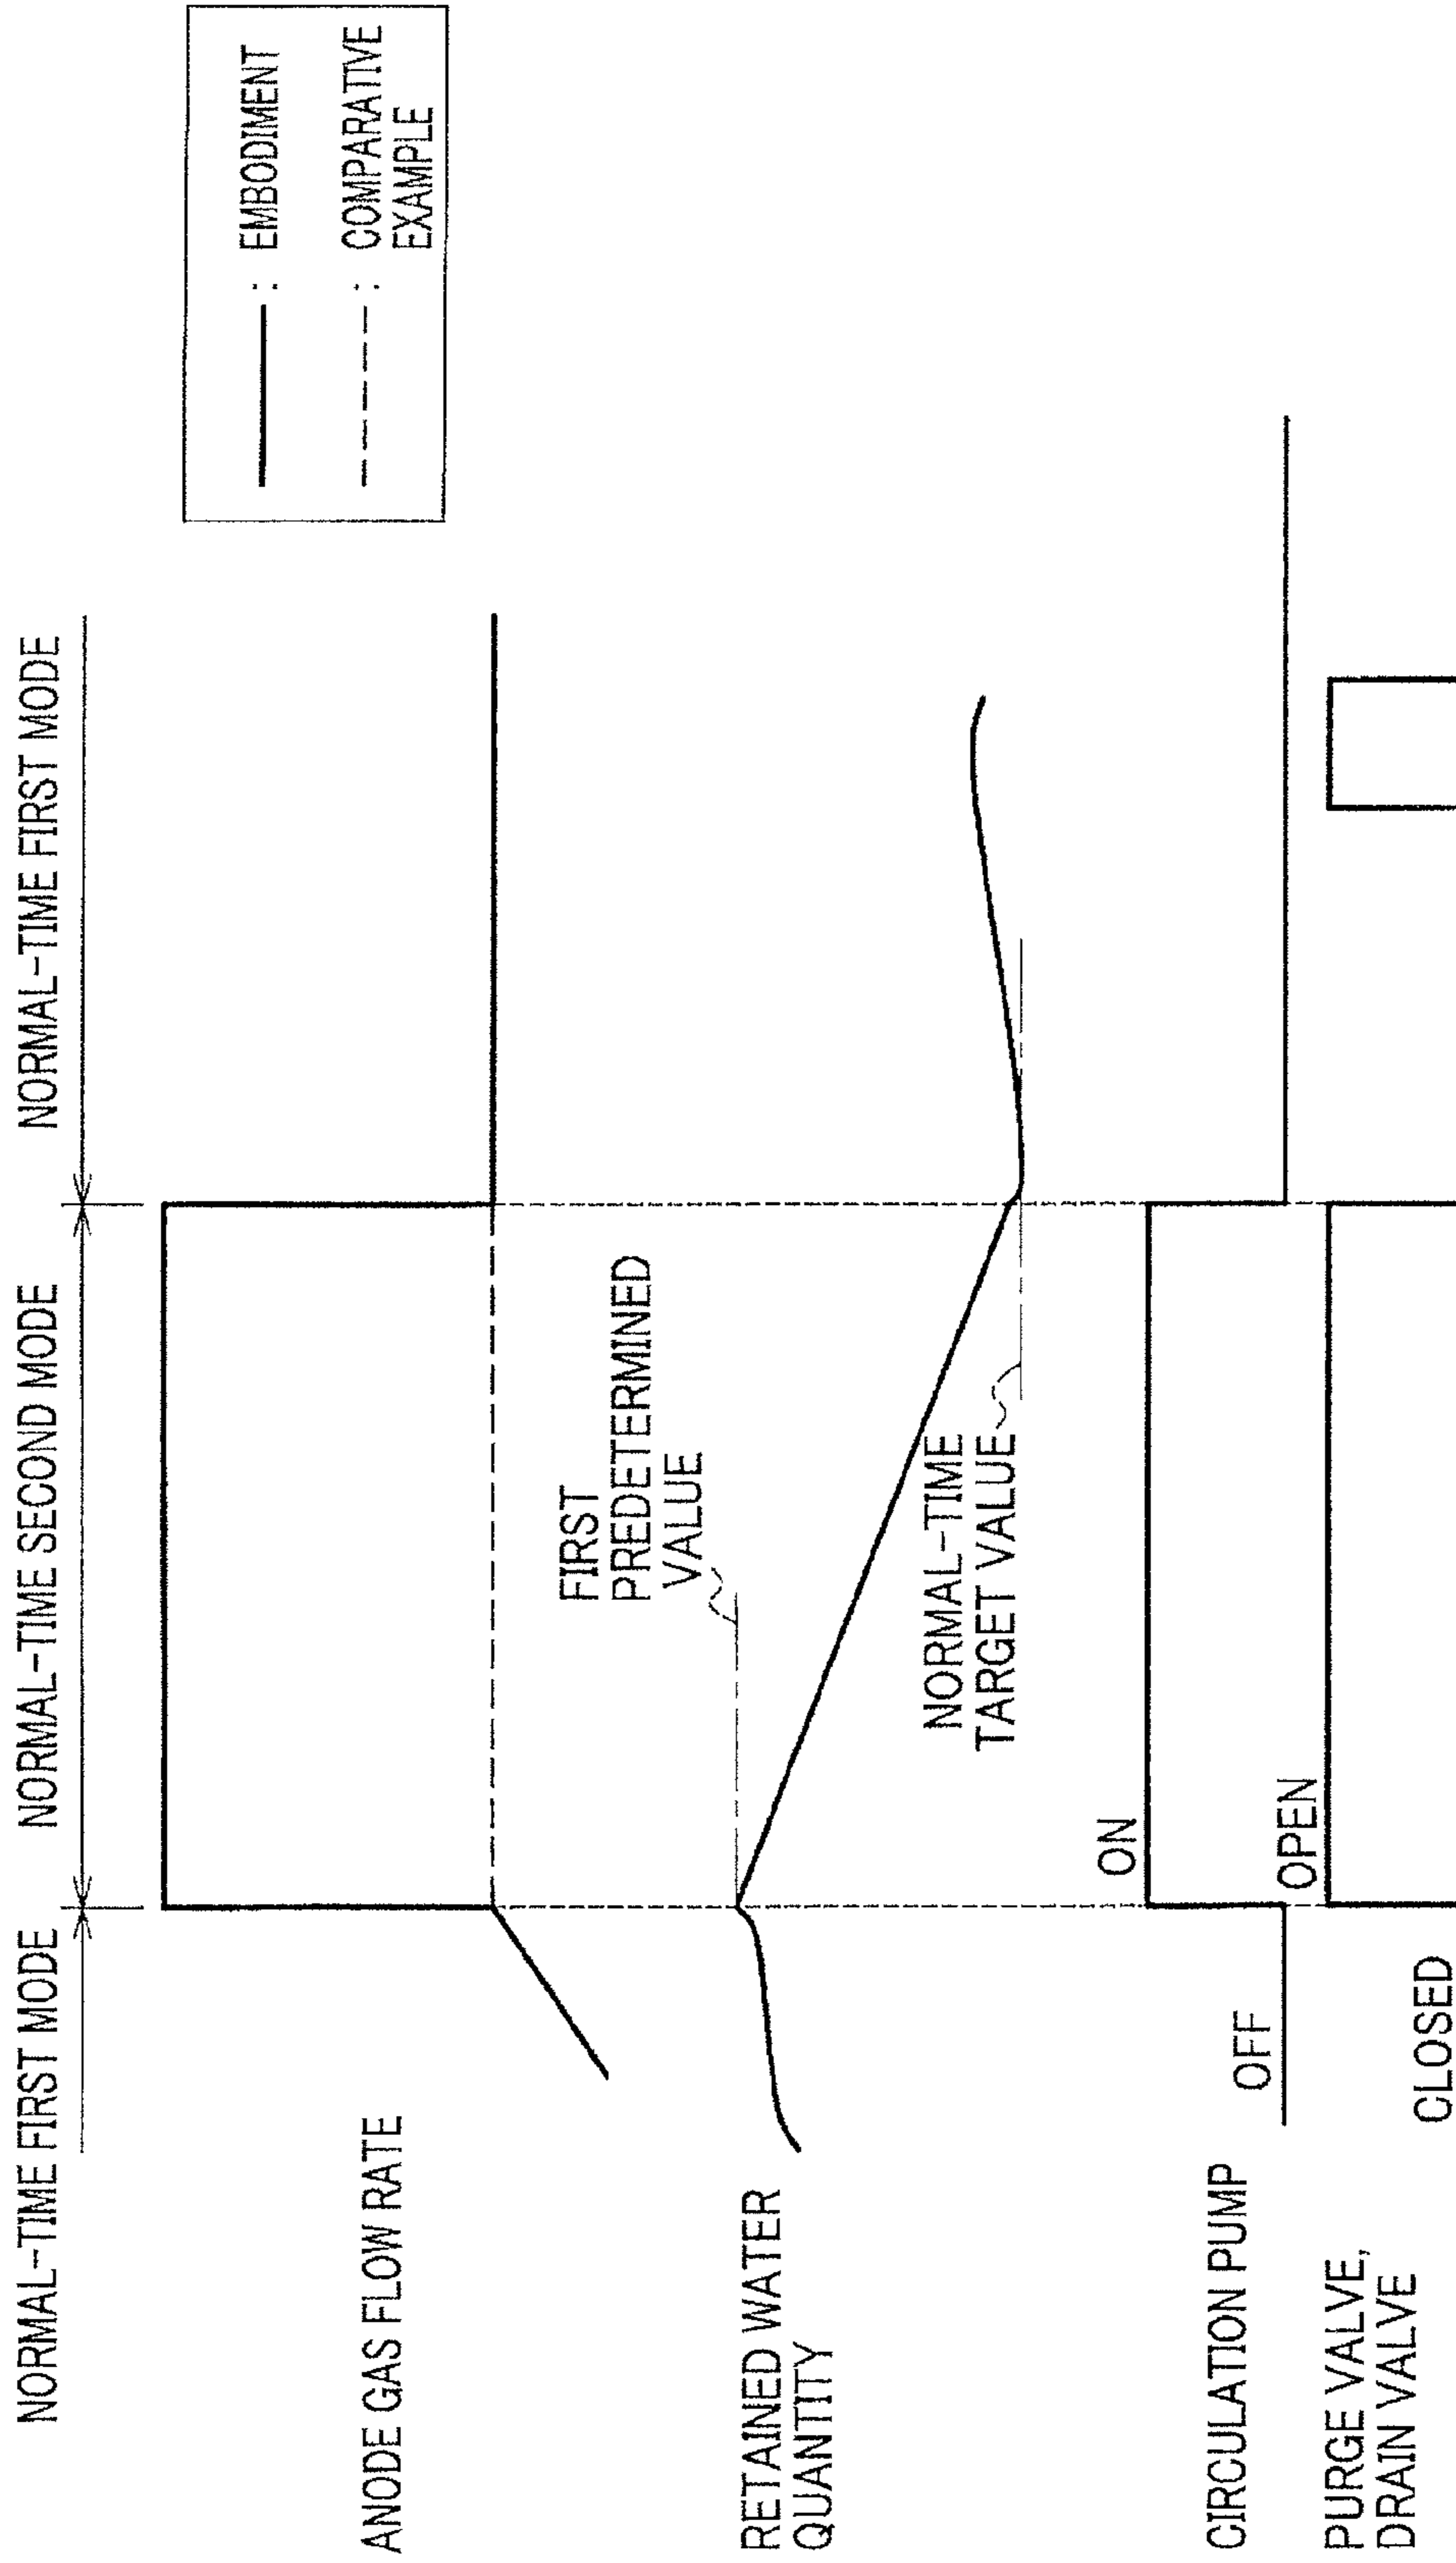 NORMAL-TIME FIRST MODE
NORMAL-TIME SECOND MODE
NORMAL-TIME FIRST MODE
: EMBODIMENT
: COMPARATIVE
EXAMPLE
ANODE GAS FLOW RATE
FIRST
PREDETERMINED
VALUE
RETAINED WATER
QUANTITY
NORMAL-TIME
TARGET VALUE
ON
CIRCULATION PUMP
OFF
OPEN
PURGE VALVE,
DRAIN VALVE
CLOSED